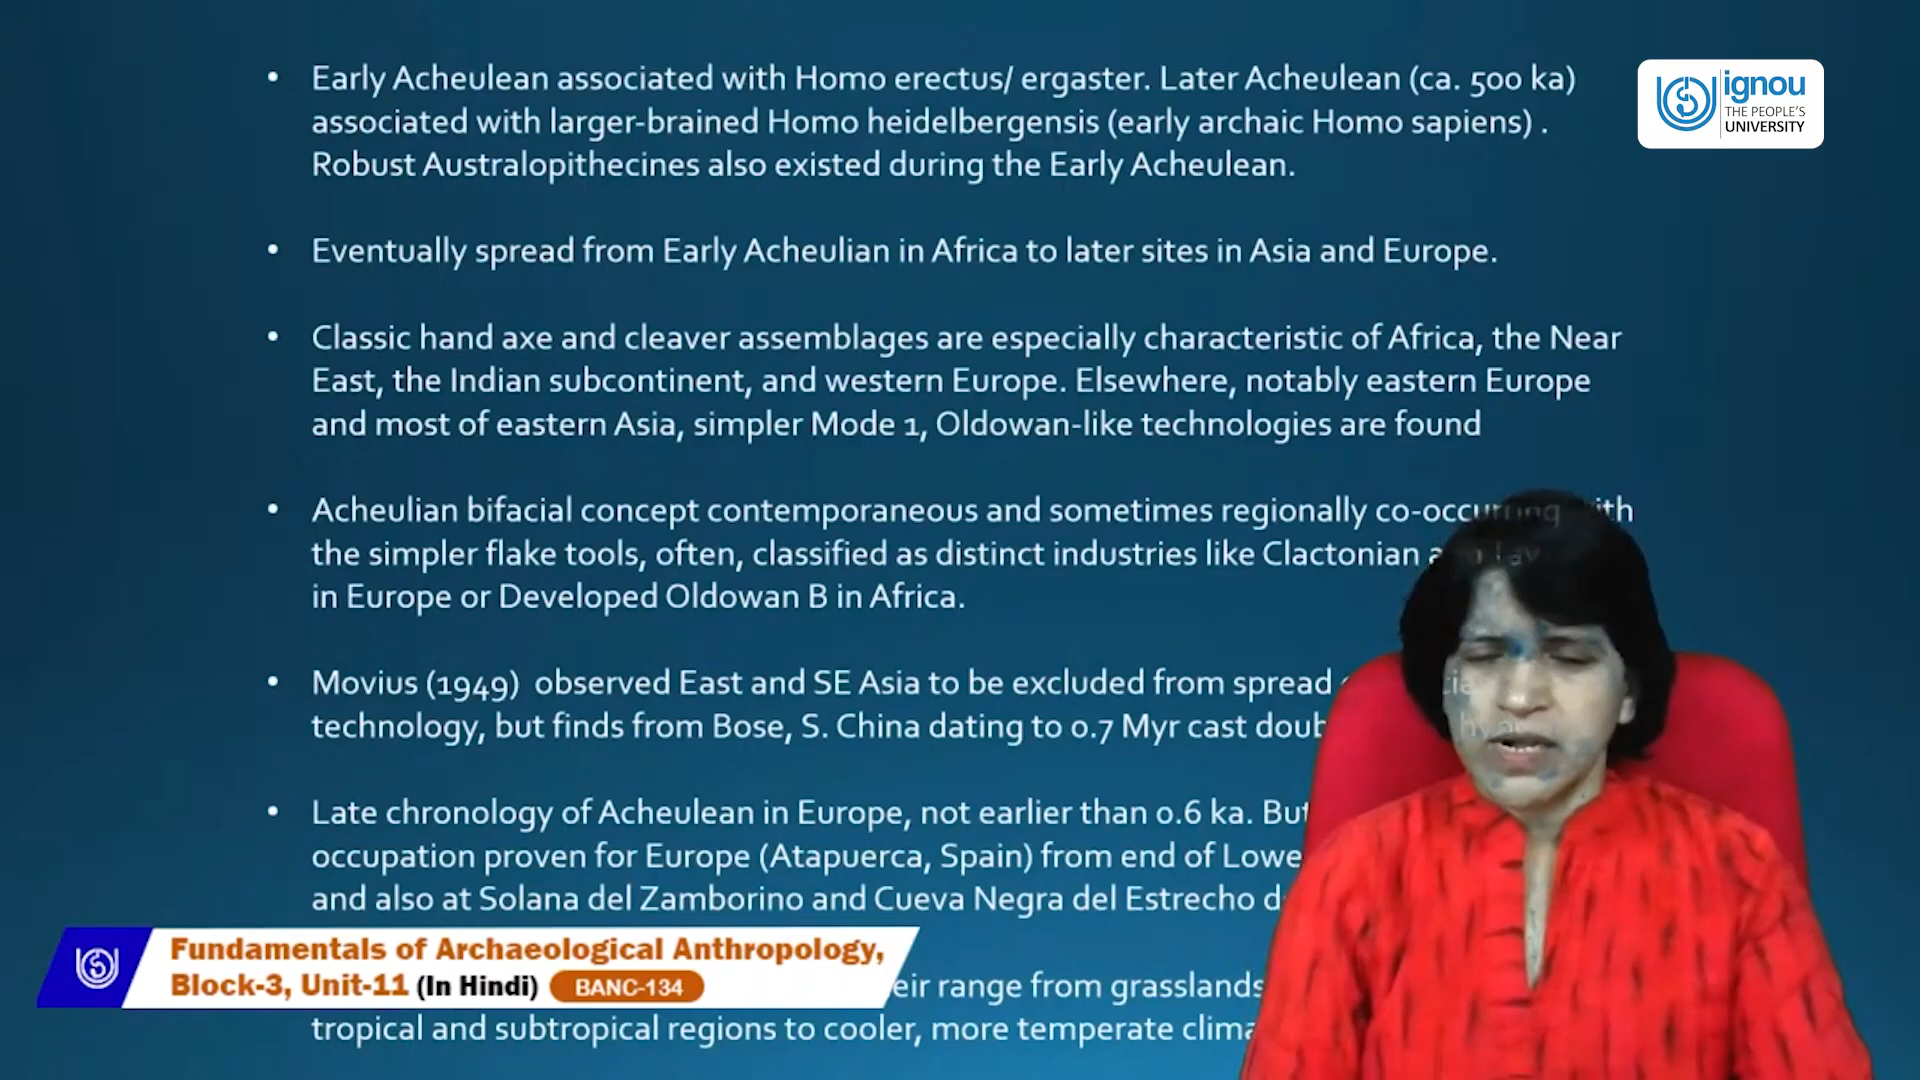 • Early Acheulean associated with Homo erectus/ ergaster. Later Acheulean (ca. 500 ka)
associated with larger-brained Homo heidelbergensis (early archaic Homo sapiens) .
Robust Australopithecines also existed during the Early Acheulean.
• Eventually spread from Early Acheulian in Africa to later sites in Asia and Europe.
• Classic hand axe and cleaver assemblages are especially characteristic of Africa, the Near
East, the Indian subcontinent, and western Europe. Elsewhere, notably eastern Europe
and most of eastern Asia, simpler Mode 1, Oldowan-like technologies are found
• Acheulian bifacial concept contemporaneous and sometimes regionally co-occurring with
the simpler flake tools, often, classified as distinct industries like Clactonian
in Europe or Developed Oldowan B in Africa.
• Movius (1949) observed East and SE Asia to be excluded from spread
technology, but finds from Bose, S. China dating to 0.7 Myr cast
• Late chronology of Acheulean in Europe, not earlier than 0.6 ka. But
occupation proven for Europe (Atapuerca, Spain) from end of
and also at Solana del Zamborino and Cueva Negra del Estrecho
range from grasslands
tropical and subtropical regions to cooler, more temperate
ignou
THE PEOPLE'S
UNIVERSITY
Fundamentals of Archaeological Anthropology,
Block-3, Unit-11 (In Hindi) BANC-134